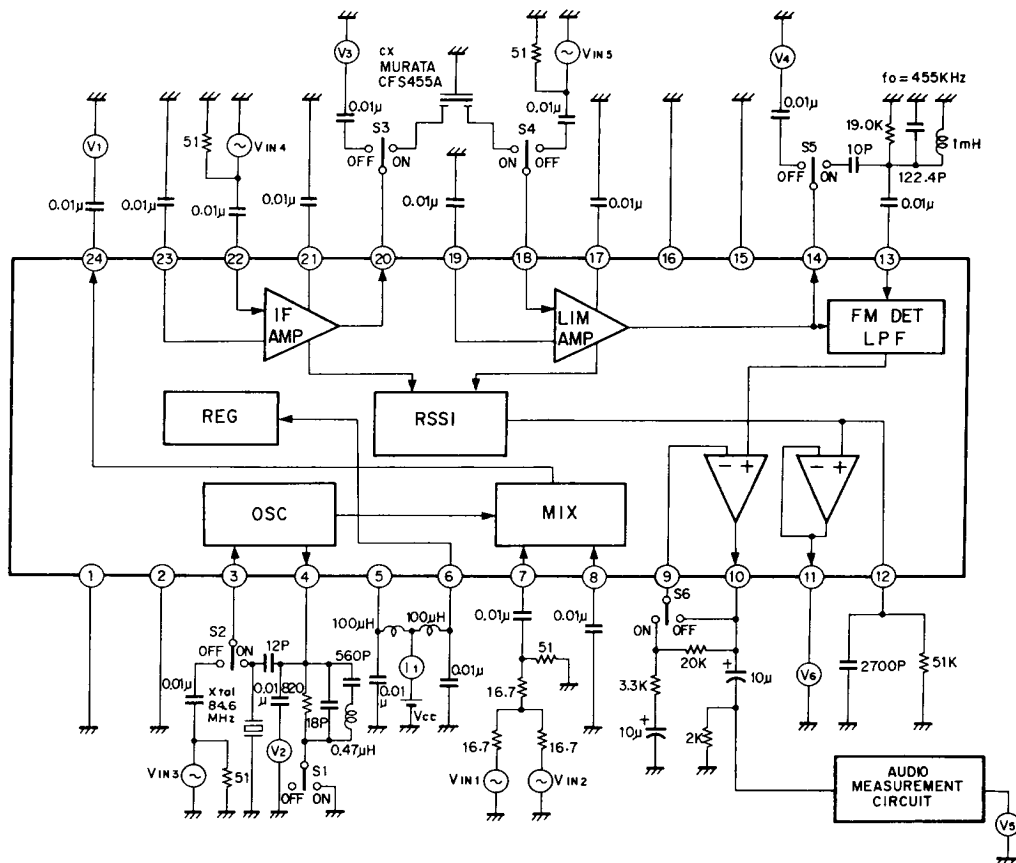 V3
CX
MURATA
CFS455A
51
VIN5
V4
fo=455KHz
0.01μ
0.01μ
0.01μ
19.0K
1mH
V1
51
VIN4
S3
OFF
ON
S4
ON
OFF
S5
OFF
ON
10P
122.4P
0.01μ
0.01μ
0.01μ
0.01μ
0.01μ
0.01μ
0.01μ
24
23
22
21
20
19
18
17
16
15
14
13
IF
AMP
LIM
AMP
FM DET
LPF
REG
RSSI
− +
− +
OSC
MIX
1
2
3
4
5
6
7
8
9
10
11
12
S2
OFF
ON
12P
560P
100μH
100μH
0.01μ
0.01μ
S6
ON
OFF
51
20K
+
10μ
V6
2700P
51K
0.01μ
Xtal
84.6
MHz
0.01
μ
820
18P
0.47μH
0.01
μ
I1
Vcc
0.01μ
16.7
3.3K
+
10μ
16.7
16.7
2K
VIN3
51
V2
S1
OFF
ON
VIN1
VIN2
AUDIO
MEASUREMENT
CIRCUIT
V5